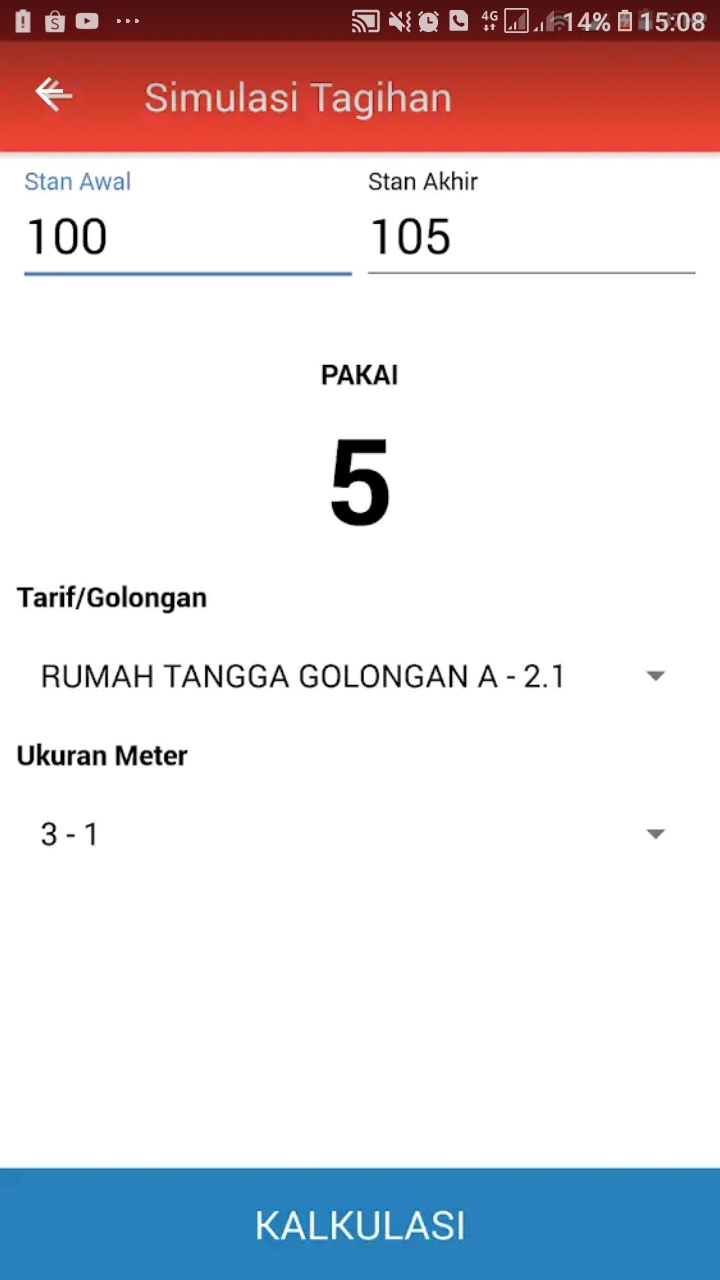 4G 14% 15:08
Simulasi Tagihan
Stan Awal Stan Akhir
100 105
PAKAI
5
Tarif/Golongan
RUMAH TANGGA GOLONGAN A - 2.1
Ukuran Meter
3 - 1
KALKULASI